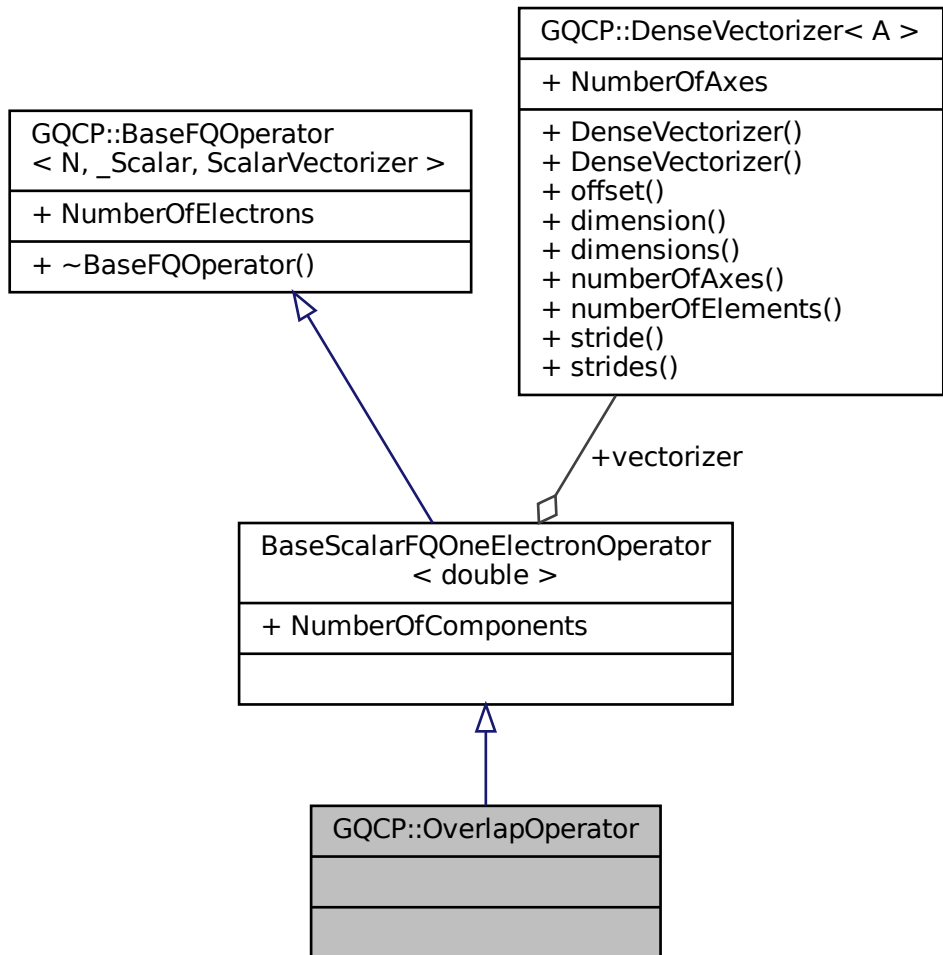 GQCP::DenseVectorizer< A >
+ NumberOfAxes
+ DenseVectorizer()
+ DenseVectorizer()
+ offset()
+ dimension()
+ dimensions()
+ numberOfAxes()
+ numberOfElements()
+ stride()
+ strides()
GQCP::BaseFQOperator
< N, _Scalar, ScalarVectorizer >
+ NumberOfElectrons
+ ~BaseFQOperator()
+vectorizer
BaseScalarFQOneElectronOperator
< double >
+ NumberOfComponents
GQCP::OverlapOperator